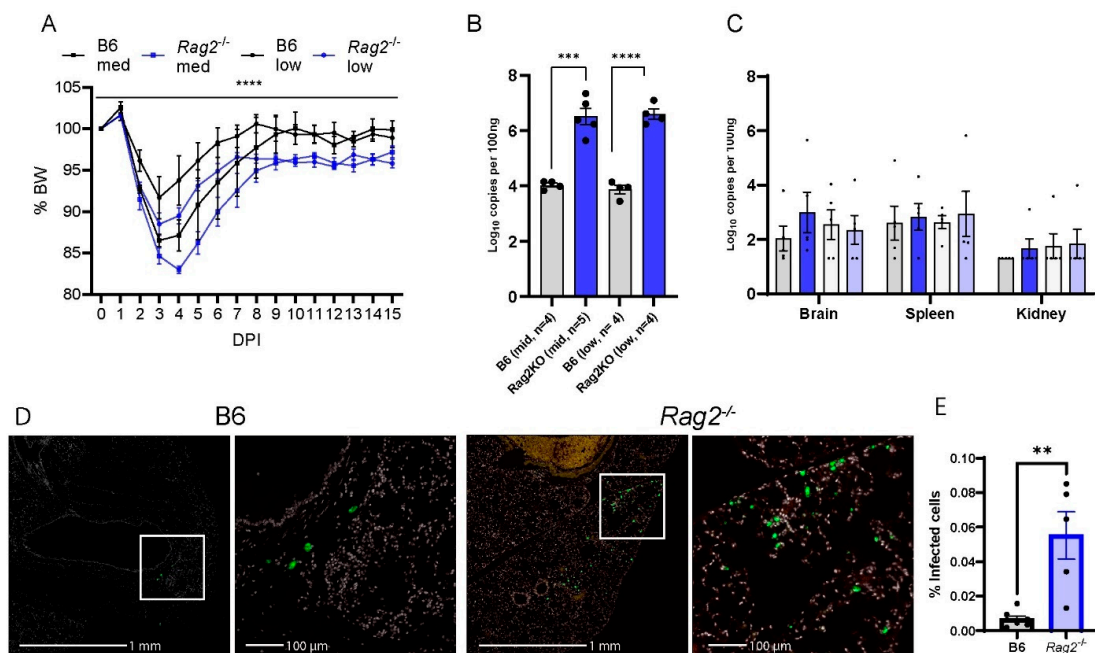 A
B6 med
Rag2-/- med
B6 low
Rag2-/- low
****
105
100
95
90
85
80
% BW
0 1 2 3 4 5 6 7 8 9 10 11 12 13 14 15
DPI
B
*** ****
8
6
4
2
0
Log10 copies per 100ng
B6 (mid, n=4)
Rag2KO (mid, n=5)
B6 (low, n= 4)
Rag2KO (low, n=4)
C
8
6
4
2
0
Log10 copies per 100ng
Brain Spleen Kidney
D
B6
Rag2-/-
1 mm
100 µm
1 mm
100 µm
E
**
0.10
0.08
0.06
0.04
0.02
0.00
% Infected cells
B6 Rag2-/-